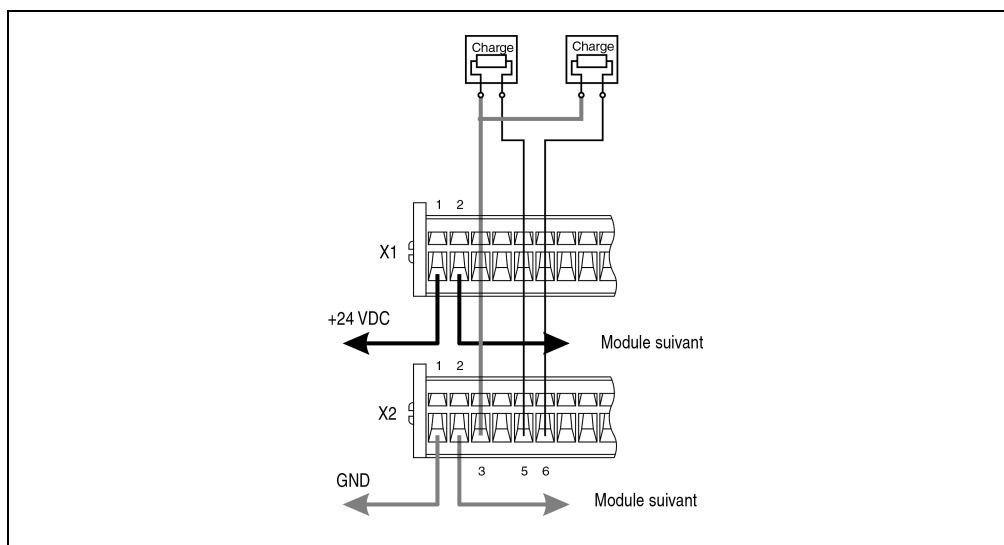 Charge
Charge
1 2
X1
+24 VDC
Module suivant
1 2
X2
3 5 6
GND
Module suivant